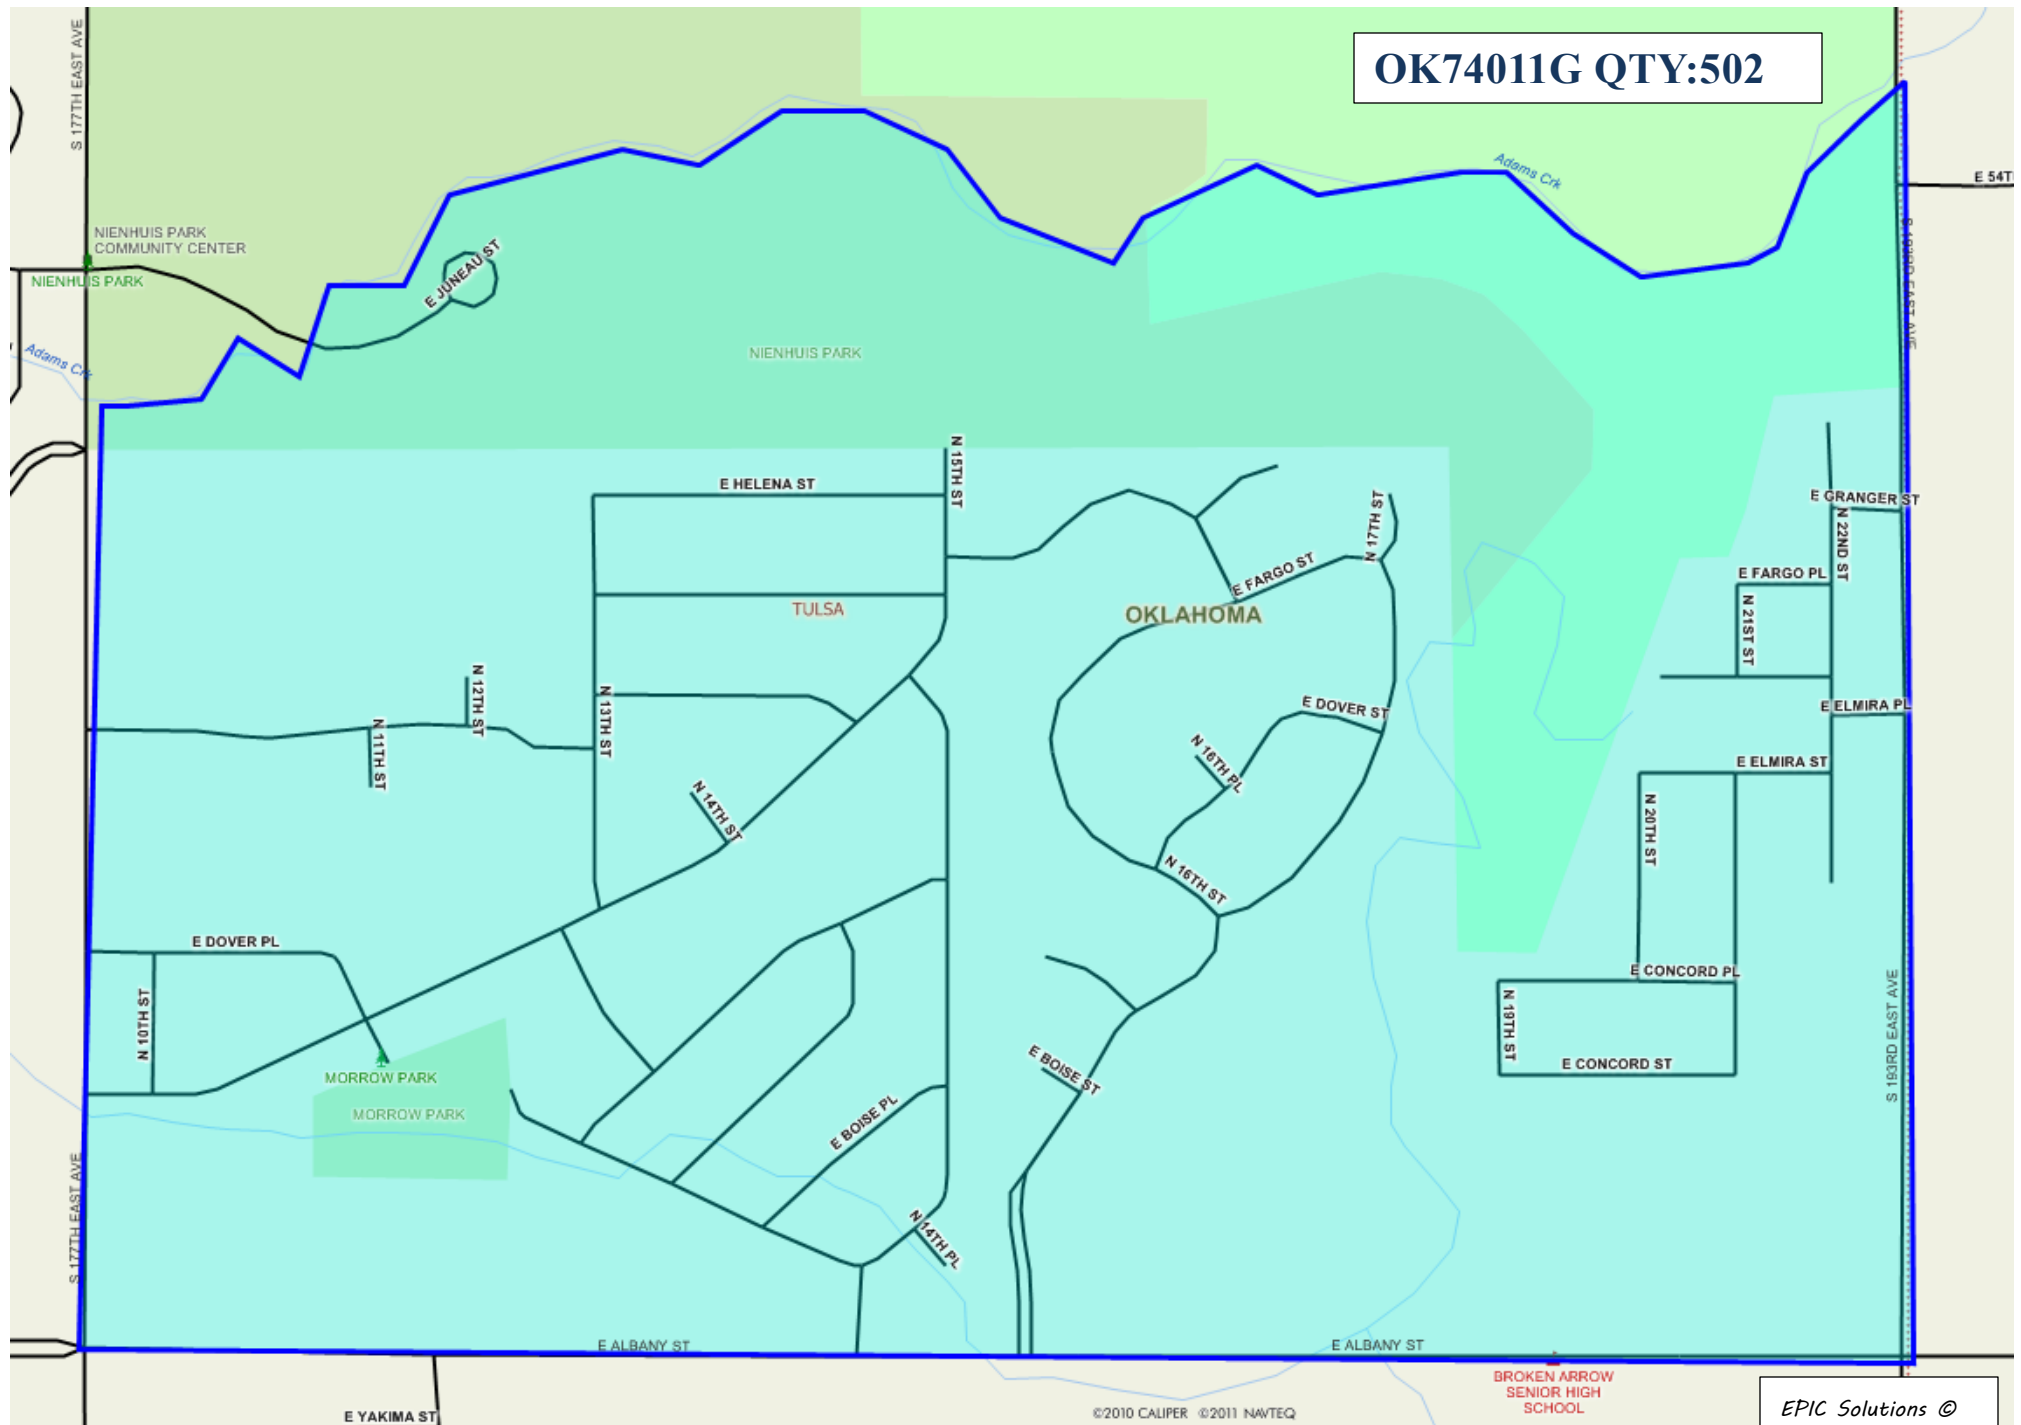 OK74011G QTY:502
S 177TH EAST AVE
Adams Crk
E 54T
NIENHUIS PARK
COMMUNITY CENTER
NIENHUIS PARK
E JUNEAU ST
S 193RD EAST AVE
Adams Crk
NIENHUIS PARK
N 15TH ST
E HELENA ST
N 17TH ST
E GRANGER ST
N 22ND ST
E FARGO ST
E FARGO PL
TULSA
OKLAHOMA
N 21ST ST
N 12TH ST
N 13TH ST
N 11TH ST
E DOVER ST
E ELMIRA PL
N 16TH PL
E ELMIRA ST
N 14TH ST
N 20TH ST
N 16TH ST
E DOVER PL
E CONCORD PL
N 10TH ST
N 19TH ST
S 193RD EAST AVE
E BOISE ST
E CONCORD ST
MORROW PARK
MORROW PARK
E BOISE PL
S 177TH EAST AVE
N 14TH PL
E ALBANY ST
E ALBANY ST
BROKEN ARROW
SENIOR HIGH
SCHOOL
E YAKIMA ST
©2010 CALIPER ©2011 NAVTEQ
EPIC Solutions ©